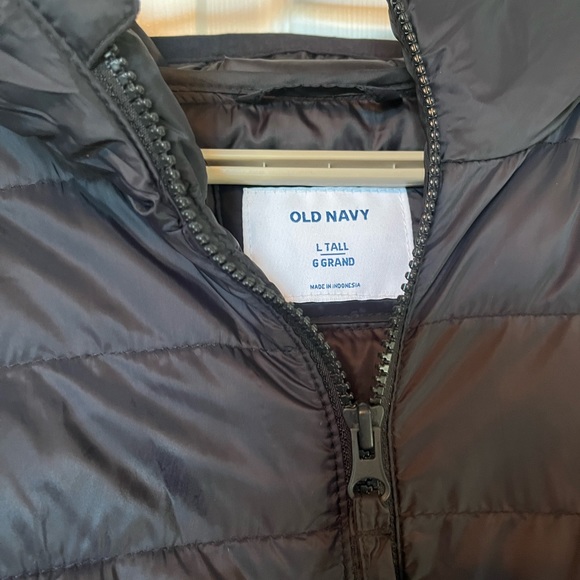 OLD NAVY
L TALL
G GRAND
MADE IN INDONESIA